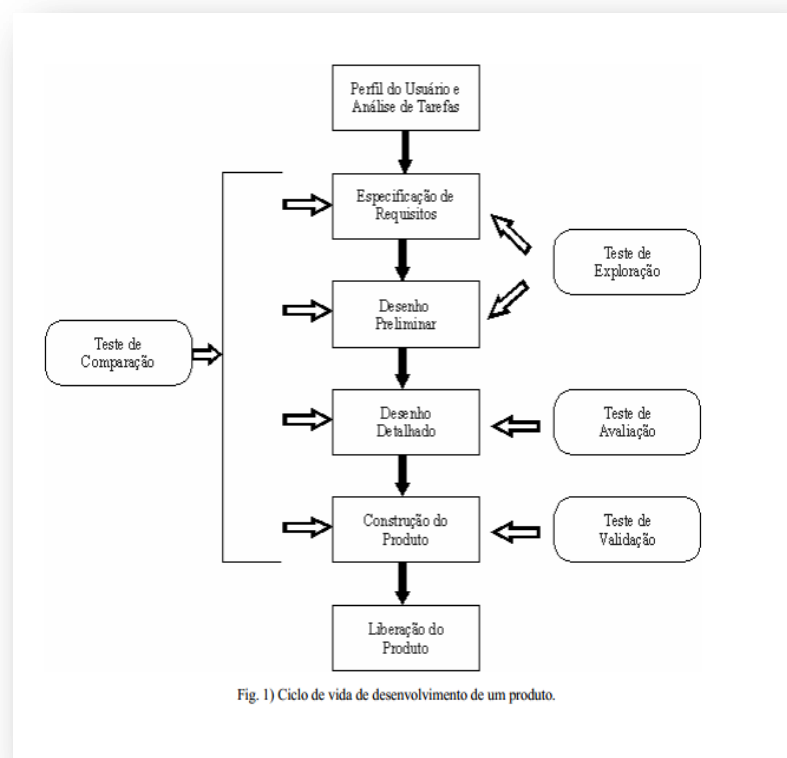 Perfil do Usuário e
Análise de Tarefas
Especificação de
Requisitos
Teste de
Exploração
Desenho
Preliminar
Teste de
Comparação
Desenho
Detalhado
Teste de
Avaliação
Construção do
Produto
Teste de
Validação
Liberação do
Produto
Fig. 1) Ciclo de vida de desenvolvimento de um produto.